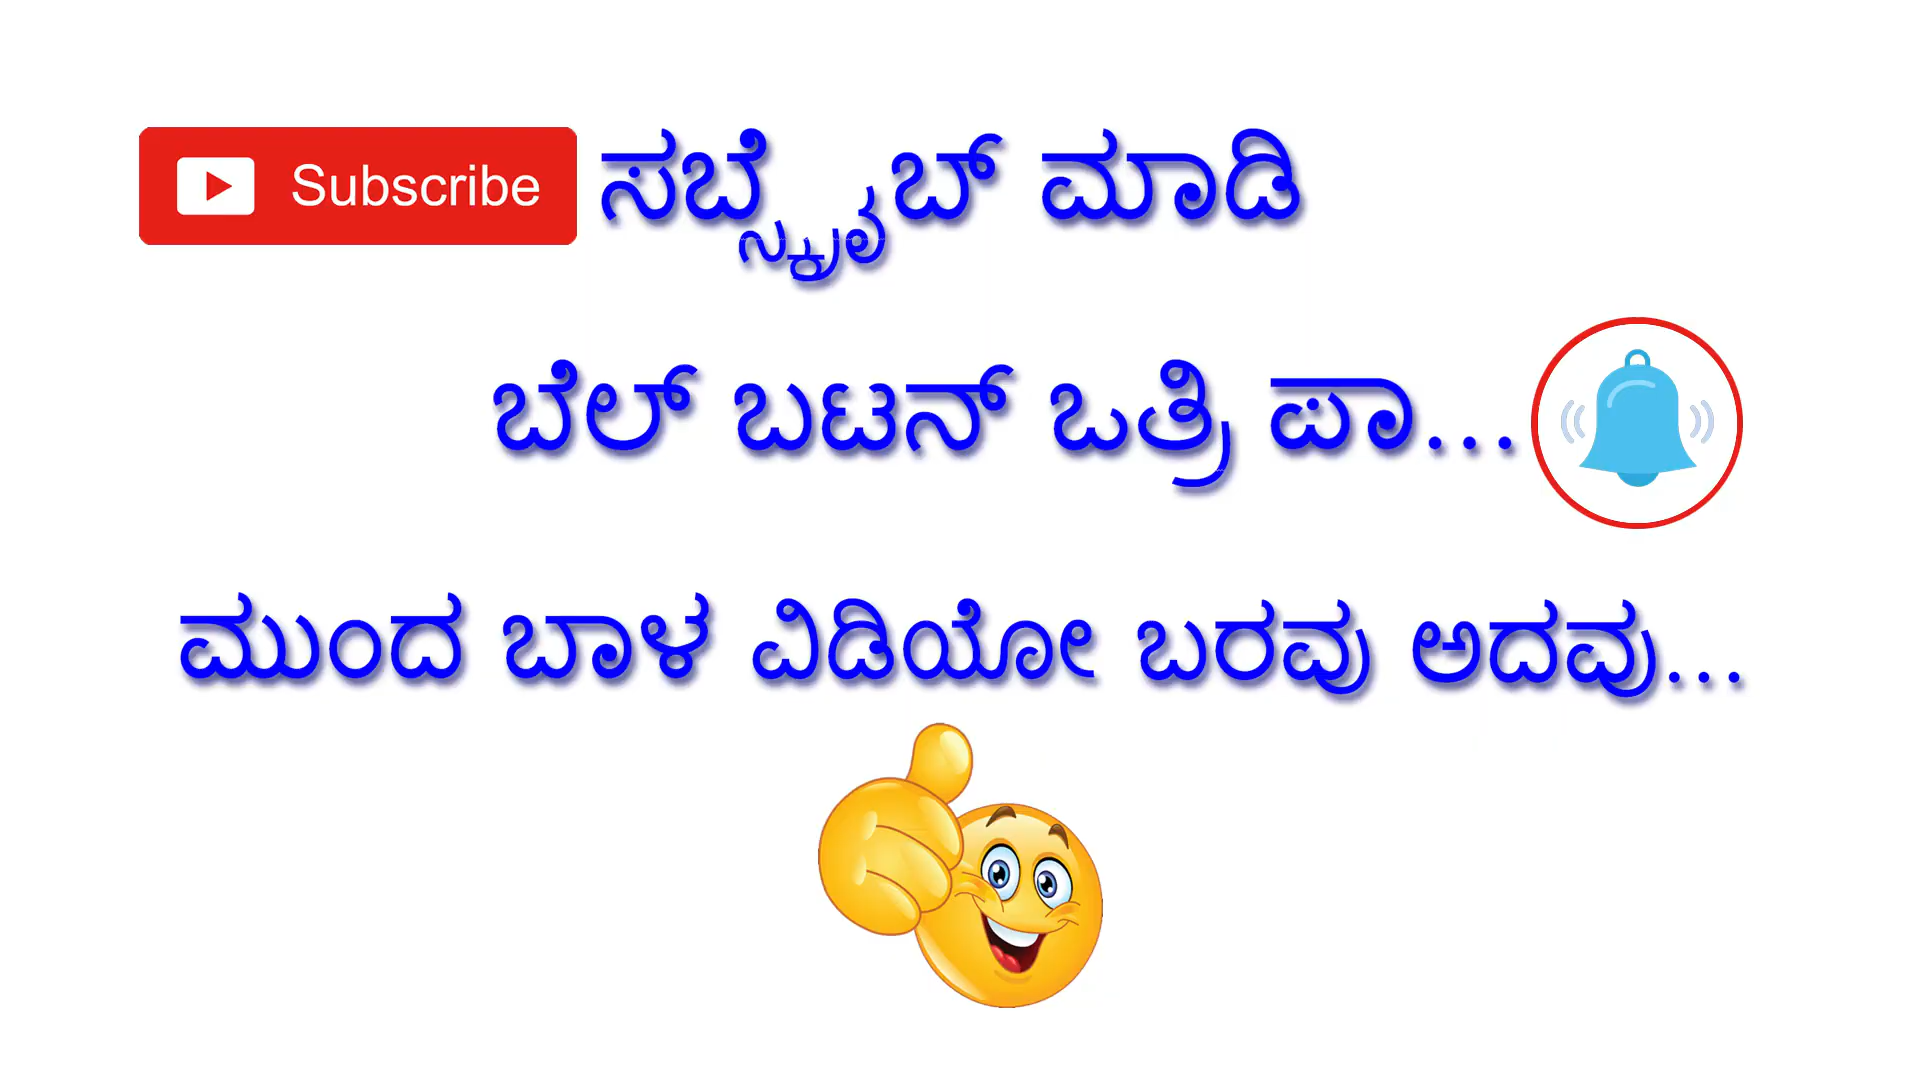 Subscribe ಸಬ್ಸ್ಕ್ರೈಬ್ ಮಾಡಿ
ಬೆಲ್ ಬಟನ್ ಒತ್ರಿ ಪಾ...
ಮುಂದ ಬಾಳ ವಿಡಿಯೋ ಬರವು ಅದವು...